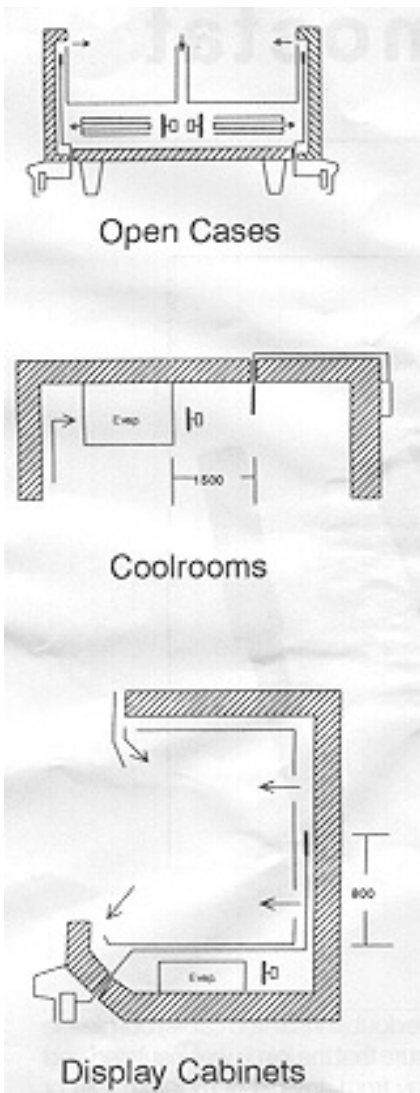 Open Cases
Evap.
1500
Coolrooms
800
Evap.
Display Cabinets